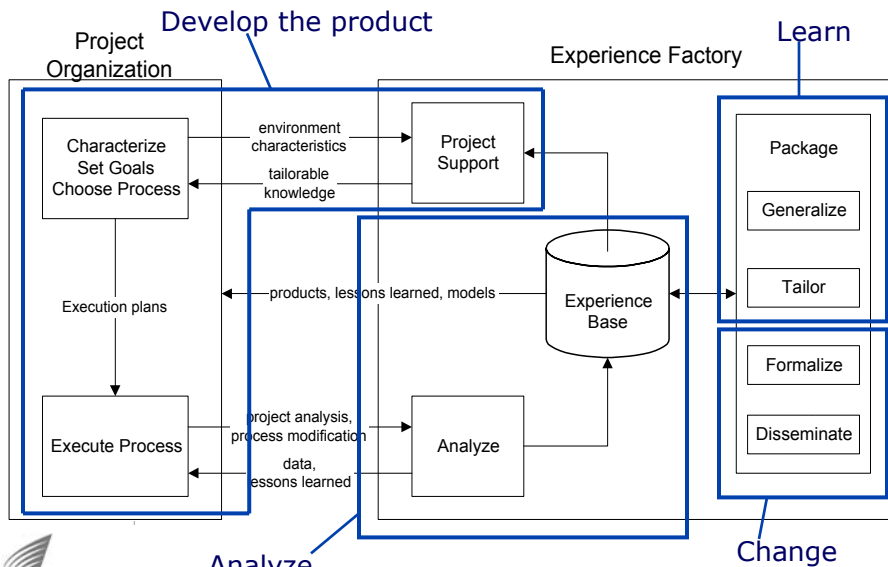 Develop the product
Learn
Project
Organization
Experience Factory
Characterize
Set Goals
Choose Process
environment
characteristics
tailorable
knowledge
Project
Support
Package
Generalize
Tailor
Execution plans
products, lessons learned, models
Experience
Base
Formalize
Disseminate
Execute Process
project analysis,
process modification
data,
lessons learned
Analyze
Analyze
Change